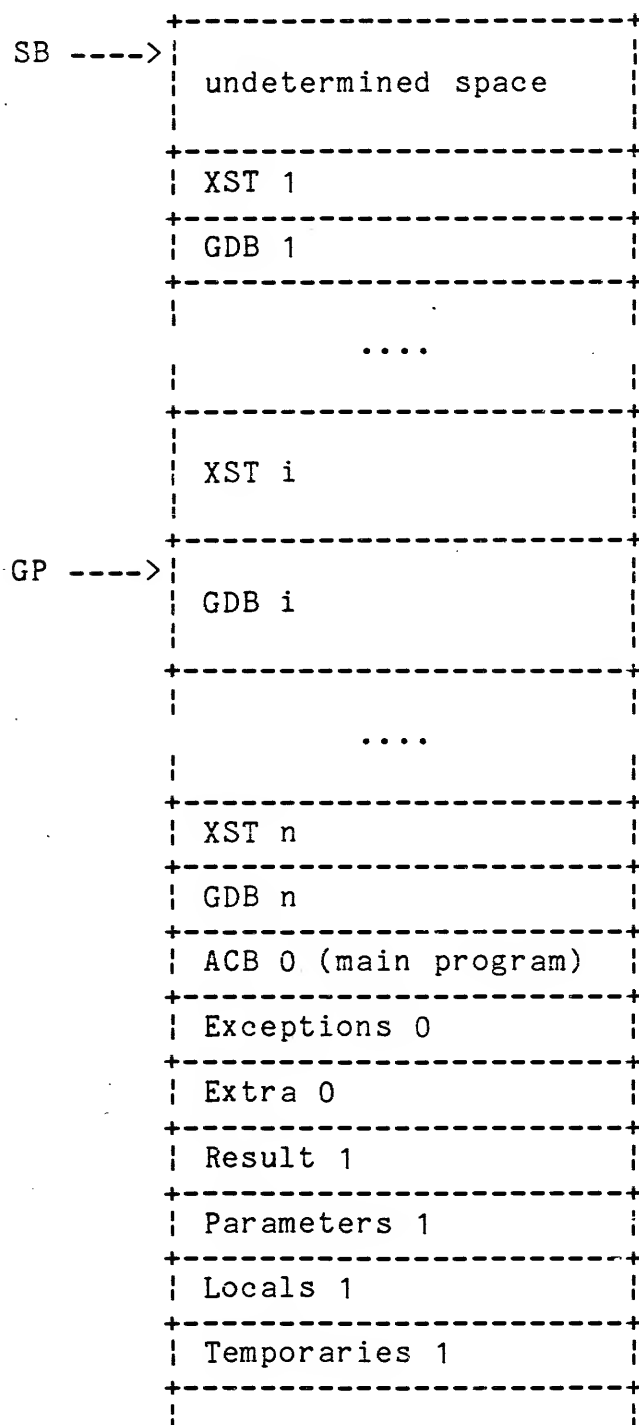 SB ---->
undetermined space
XST 1
GDB 1
....
XST i
GP ---->
GDB i
....
XST n
GDB n
ACB 0 (main program)
Exceptions 0
Extra 0
Result 1
Parameters 1
Locals 1
Temporaries 1